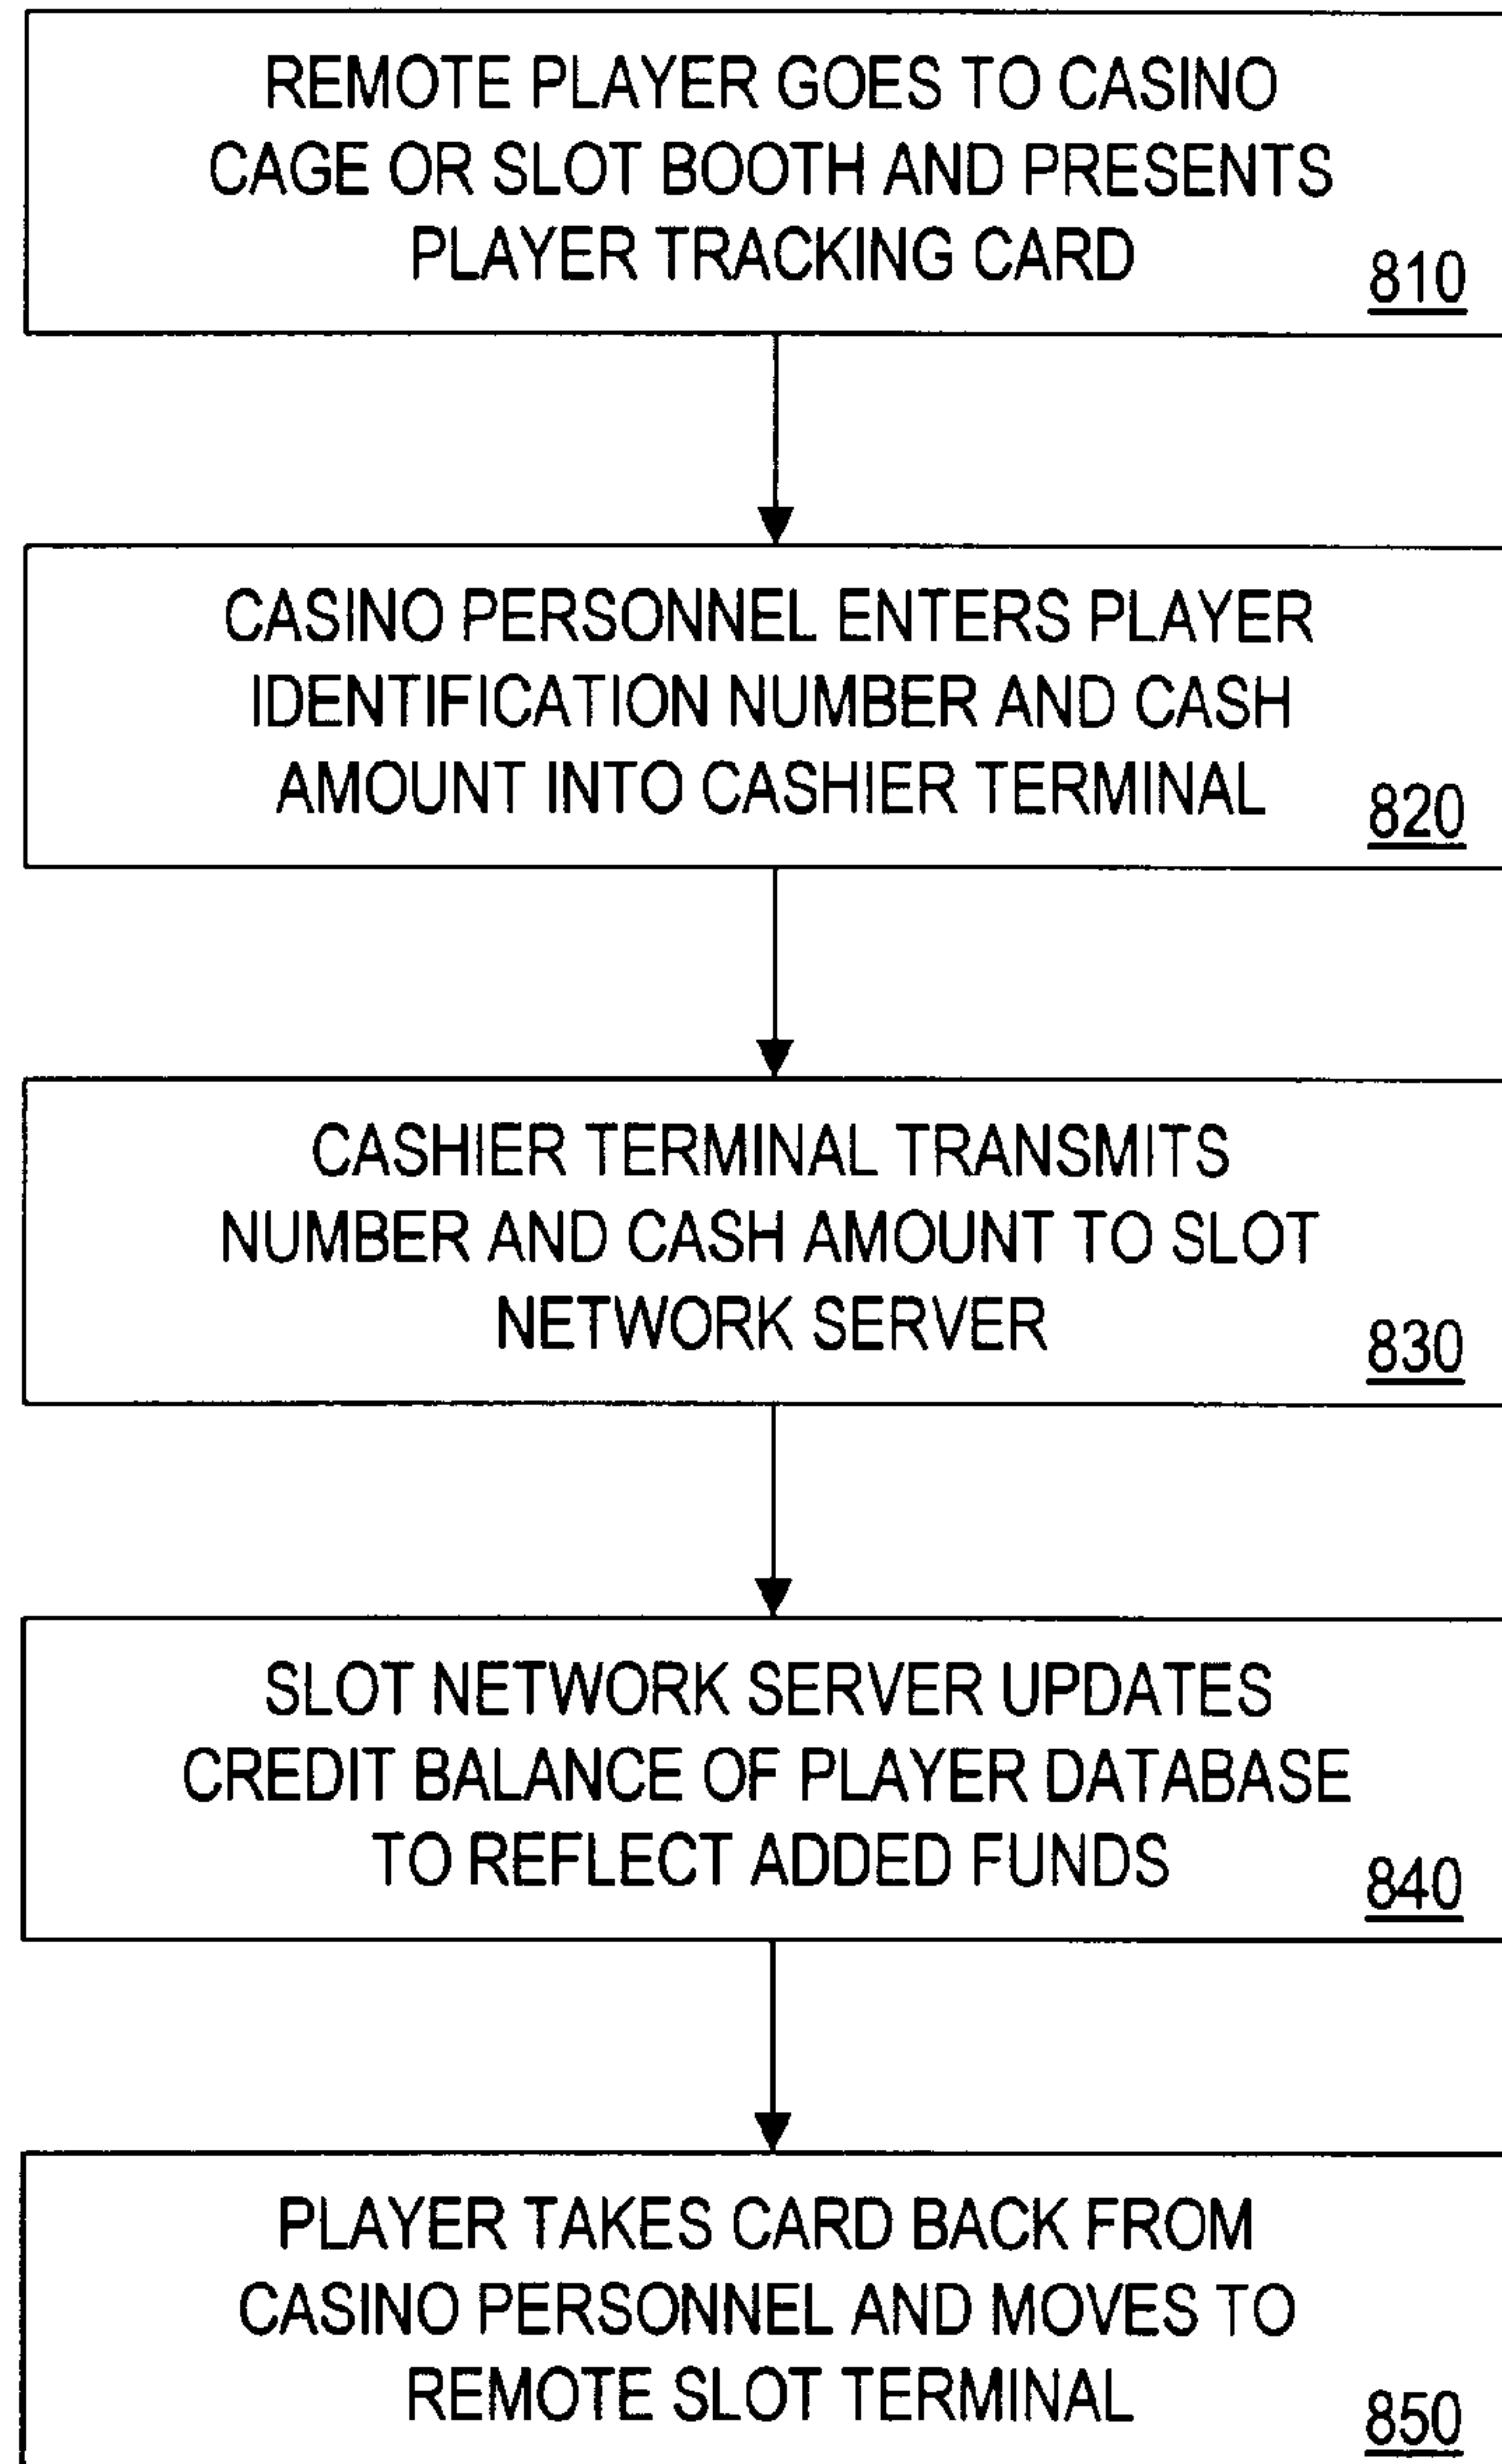 REMOTE PLAYER GOES TO CASINO
CAGE OR SLOT BOOTH AND PRESENTS
PLAYER TRACKING CARD
810
CASINO PERSONNEL ENTERS PLAYER
IDENTIFICATION NUMBER AND CASH
AMOUNT INTO CASHIER TERMINAL
820
CASHIER TERMINAL TRANSMITS
NUMBER AND CASH AMOUNT TO SLOT
NETWORK SERVER
830
SLOT NETWORK SERVER UPDATES
CREDIT BALANCE OF PLAYER DATABASE
TO REFLECT ADDED FUNDS
840
PLAYER TAKES CARD BACK FROM
CASINO PERSONNEL AND MOVES TO
REMOTE SLOT TERMINAL
850